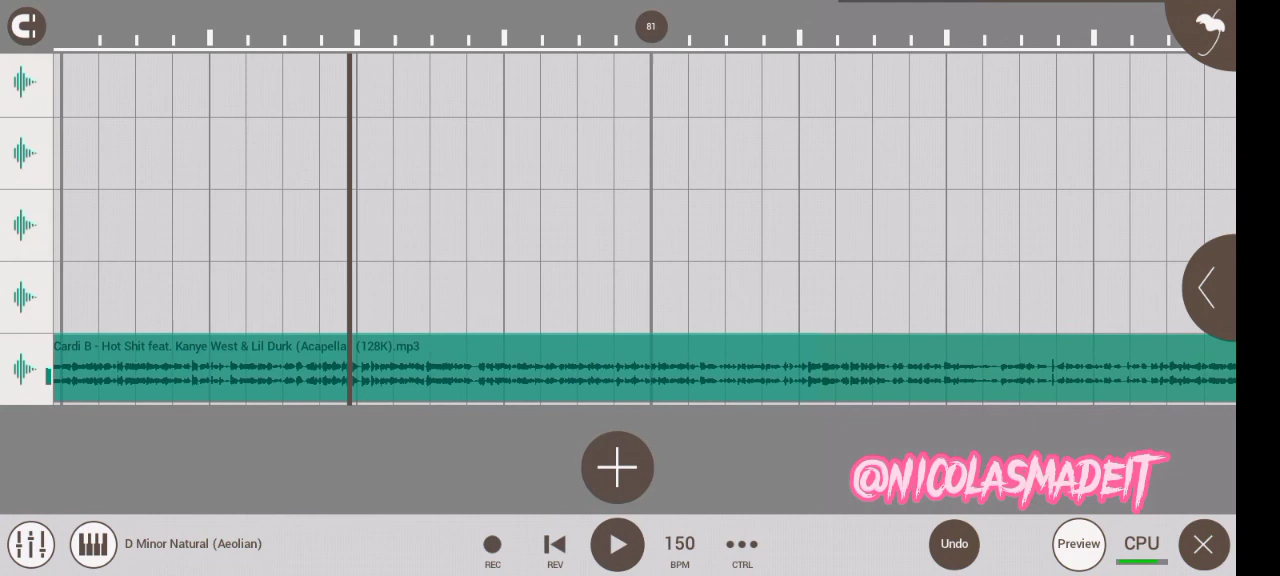 81
Cardi B - Hot Shit feat. Kanye West & Lil Durk (Acapella) (128K).mp3
@NICOLASMADEIT
D Minor Natural (Aeolian)
REC
REV
150
BPM
CTRL
Undo
Preview
CPU